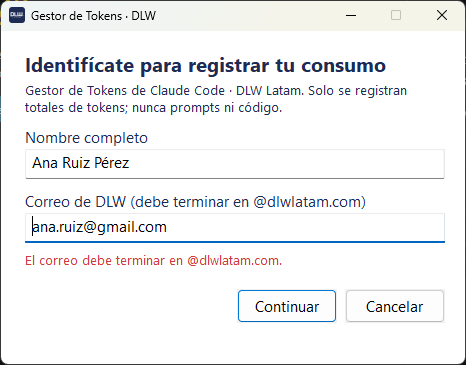 DLW Gestor de Tokens · DLW
Identifícate para registrar tu consumo
Gestor de Tokens de Claude Code · DLW Latam. Solo se registran
totales de tokens; nunca prompts ni código.
Nombre completo
Ana Ruiz Pérez
Correo de DLW (debe terminar en @dlwlatam.com)
ana.ruiz@gmail.com
El correo debe terminar en @dlwlatam.com.
Continuar Cancelar